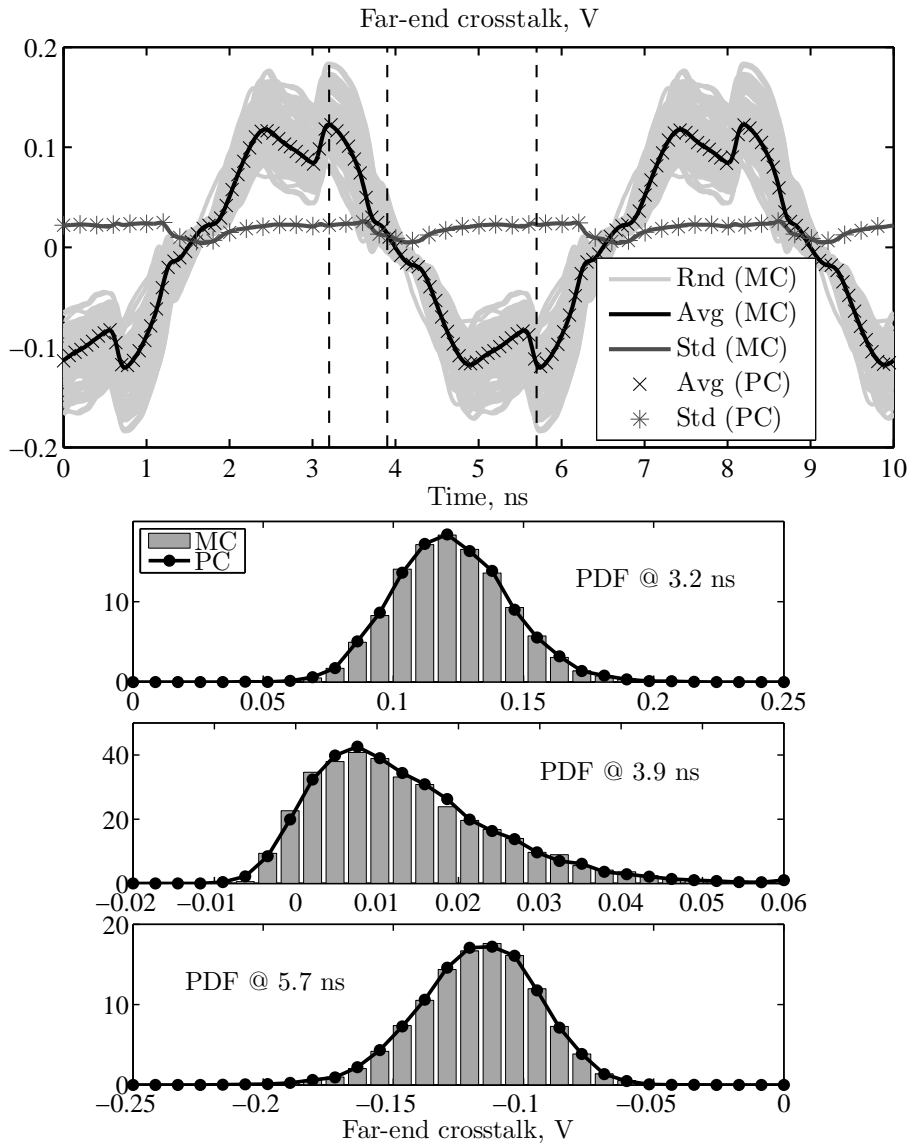 Far-end crosstalk, V
0.2
0.1
0
−0.1
−0.2
Rnd (MC)
Avg (MC)
Std (MC)
Avg (PC)
Std (PC)
0 1 2 3 4 5 6 7 8 9 10
Time, ns
MC
PC
PDF @ 3.2 ns
10
0
0 0.05 0.1 0.15 0.2 0.25
PDF @ 3.9 ns
40
20
0
−0.02 −0.01 0 0.01 0.02 0.03 0.04 0.05 0.06
20
PDF @ 5.7 ns
10
0
−0.25 −0.2 −0.15 −0.1 −0.05 0
Far-end crosstalk, V